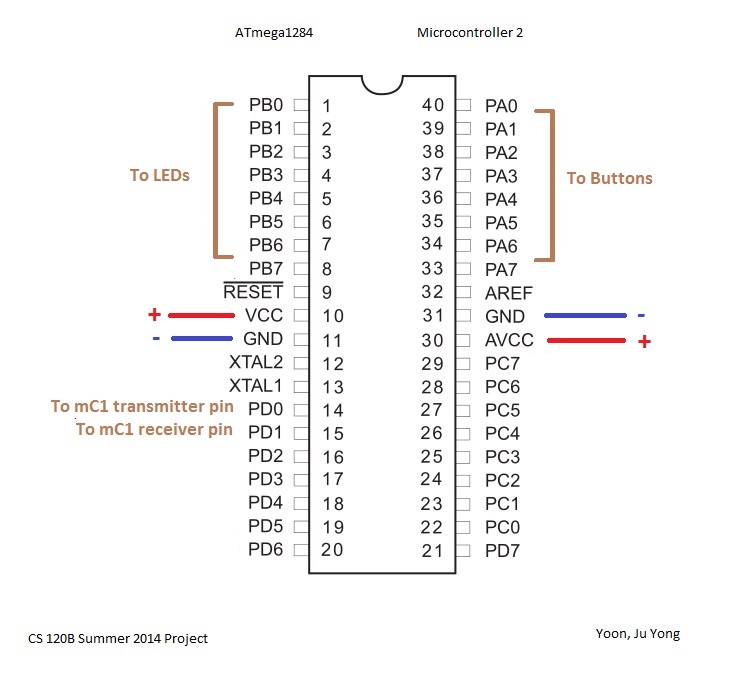 ATmega1284 Microcontroller 2
PB0 1 40 PA0
PB1 2 39 PA1
PB2 3 38 PA2
To LEDs PB3 4 37 PA3 To Buttons
PB4 5 36 PA4
PB5 6 35 PA5
PB6 7 34 PA6
PB7 8 33 PA7
RESET 9 32 AREF
+ VCC 10 31 GND -
- GND 11 30 AVCC +
XTAL2 12 29 PC7
XTAL1 13 28 PC6
To mC1 transmitter pin PD0 14 27 PC5
To mC1 receiver pin PD1 15 26 PC4
PD2 16 25 PC3
PD3 17 24 PC2
PD4 18 23 PC1
PD5 19 22 PC0
PD6 20 21 PD7
CS 120B Summer 2014 Project Yoon, Ju Yong